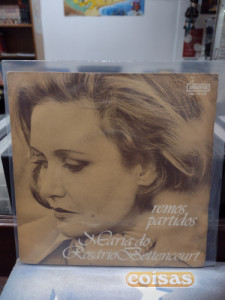 remos
partidos
Maria do
Rosário Bettencourt
coisas